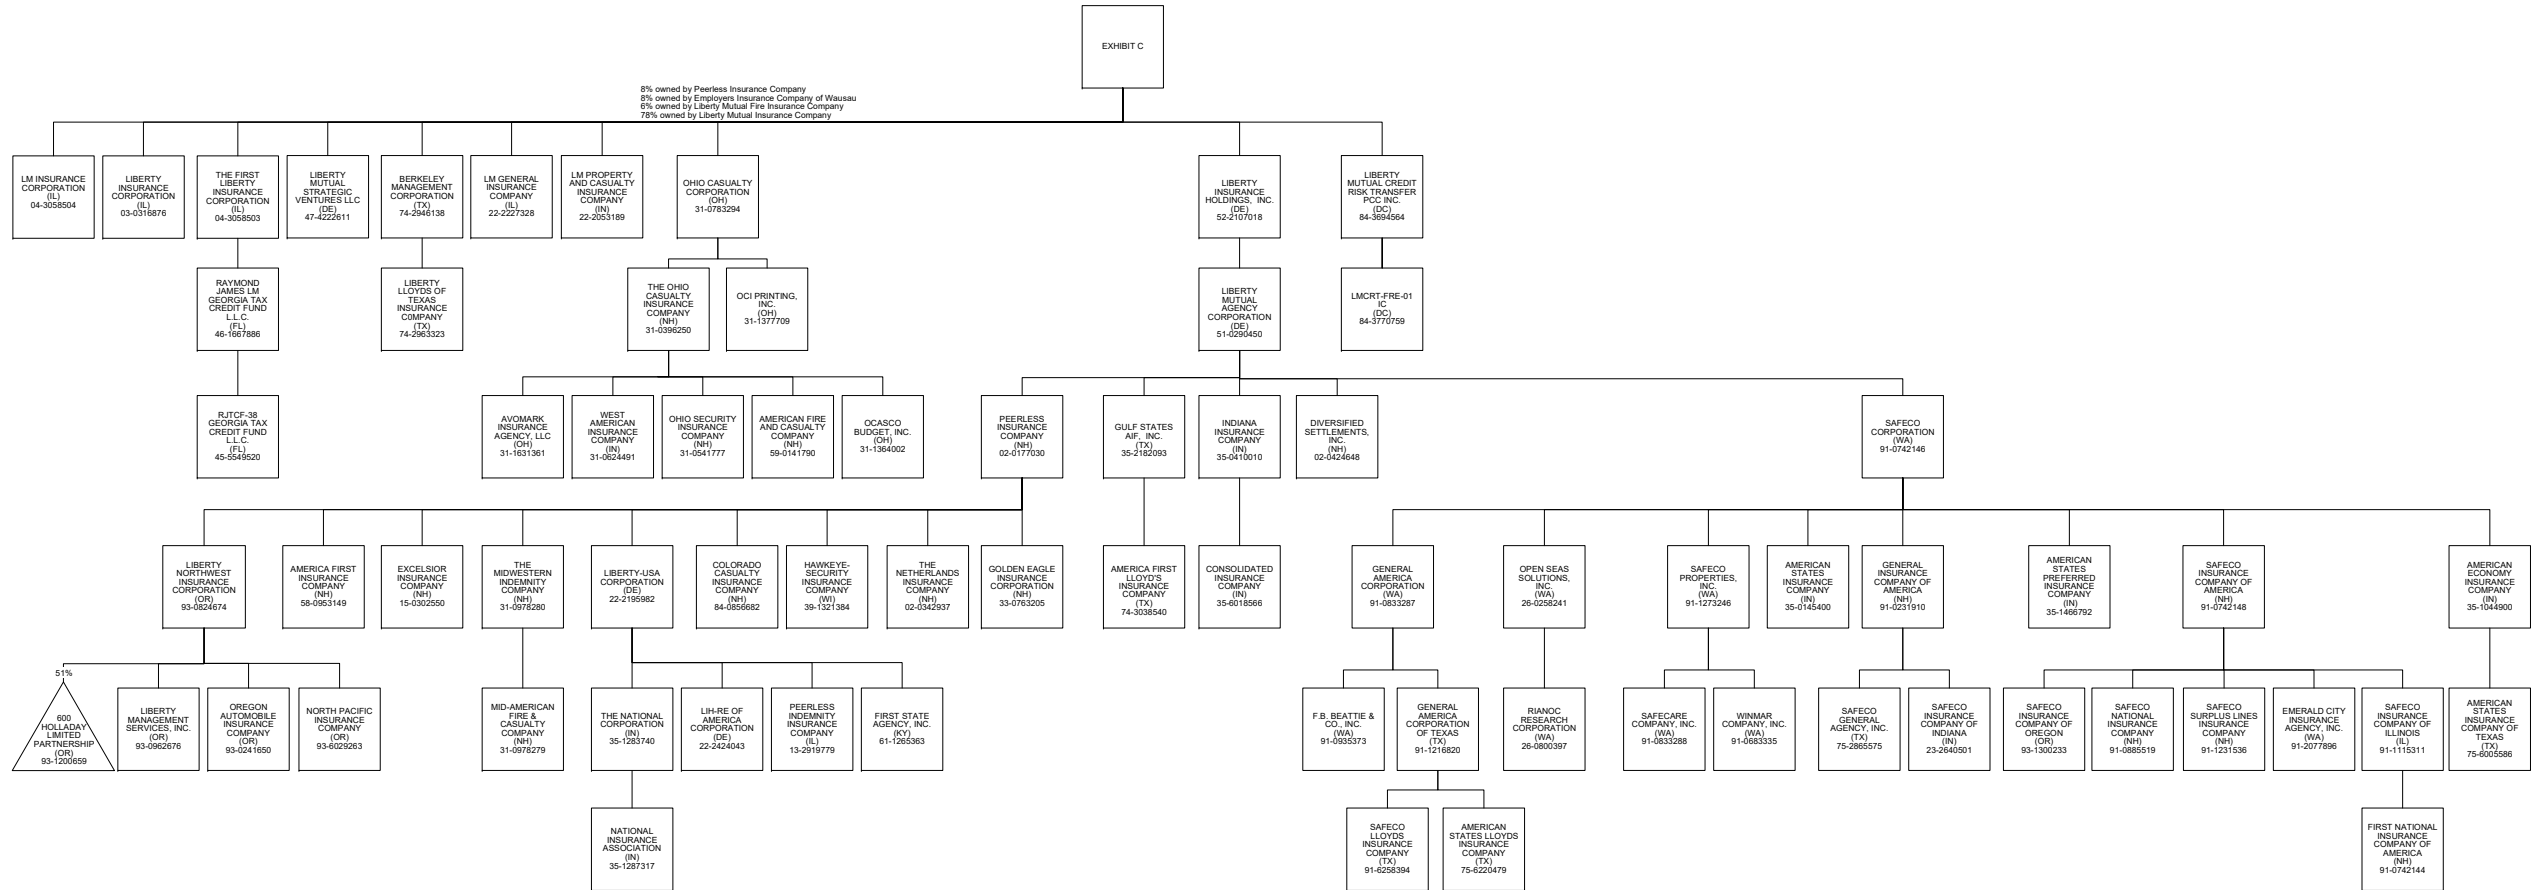 EXHIBIT C
8% owned by Peerless Insurance Company
8% owned by Employers Insurance Company of Wausau
6% owned by Liberty Mutual Fire Insurance Company
78% owned by Liberty Mutual Insurance Company
LM INSURANCE
CORPORATION
(IL)
04-3058504
LIBERTY
INSURANCE
CORPORATION
(IL)
03-0316876
THE FIRST
LIBERTY
INSURANCE
CORPORATION
(IL)
04-3058503
LIBERTY
MUTUAL
STRATEGIC
VENTURES LLC
(DE)
47-4222611
BERKELEY
MANAGEMENT
CORPORATION
(TX)
74-2946138
LM GENERAL
INSURANCE
COMPANY
(IL)
22-2227328
LM PROPERTY
AND CASUALTY
INSURANCE
COMPANY
(IN)
22-2053189
OHIO CASUALTY
CORPORATION
(OH)
31-0783294
LIBERTY
INSURANCE
HOLDINGS, INC.
(DE)
52-2107018
LIBERTY
MUTUAL CREDIT
RISK TRANSFER
PCC INC.
(DC)
84-3694564
RAYMOND
JAMES LM
GEORGIA TAX
CREDIT FUND
L.L.C.
(FL)
46-1667886
LIBERTY
LLOYDS OF
TEXAS
INSURANCE
C0MPANY
(TX)
74-2963323
THE OHIO
CASUALTY
INSURANCE
COMPANY
(NH)
31-0396250
OCI PRINTING,
INC.
(OH)
31-1377709
LIBERTY
MUTUAL
AGENCY
CORPORATION
(DE)
51-0290450
LMCRT-FRE-01
IC
(DC)
84-3770759
RJTCF-38
GEORGIA TAX
CREDIT FUND
L.L.C.
(FL)
45-5549520
AVOMARK
INSURANCE
AGENCY, LLC
(OH)
31-1631361
WEST
AMERICAN
INSURANCE
COMPANY
(IN)
31-0624491
OHIO SECURITY
INSURANCE
COMPANY
(NH)
31-0541777
AMERICAN FIRE
AND CASUALTY
COMPANY
(NH)
59-0141790
OCASCO
BUDGET, INC.
(OH)
31-1364002
PEERLESS
INSURANCE
COMPANY
(NH)
02-0177030
GULF STATES
AIF, INC.
(TX)
35-2182093
INDIANA
INSURANCE
COMPANY
(IN)
35-0410010
DIVERSIFIED
SETTLEMENTS,
INC.
(NH)
02-0424648
SAFECO
CORPORATION
(WA)
91-0742146
LIBERTY
NORTHWEST
INSURANCE
CORPORATION
(OR)
93-0824674
AMERICA FIRST
INSURANCE
COMPANY
(NH)
58-0953149
EXCELSIOR
INSURANCE
COMPANY
(NH)
15-0302550
THE
MIDWESTERN
INDEMNITY
COMPANY
(NH)
31-0978280
LIBERTY-USA
CORPORATION
(DE)
22-2195982
COLORADO
CASUALTY
INSURANCE
COMPANY
(NH)
84-0856682
HAWKEYE-
SECURITY
INSURANCE
COMPANY
(WI)
39-1321384
THE
NETHERLANDS
INSURANCE
COMPANY
(NH)
02-0342937
GOLDEN EAGLE
INSURANCE
CORPORATION
(NH)
33-0763205
AMERICA FIRST
LLOYD'S
INSURANCE
COMPANY
(TX)
74-3038540
CONSOLIDATED
INSURANCE
COMPANY
(IN)
35-6018566
GENERAL
AMERICA
CORPORATION
(WA)
91-0833287
OPEN SEAS
SOLUTIONS,
INC.
(WA)
26-0258241
SAFECO
PROPERTIES,
INC.
(WA)
91-1273246
AMERICAN
STATES
INSURANCE
COMPANY
(IN)
35-0145400
GENERAL
INSURANCE
COMPANY OF
AMERICA
(NH)
91-0231910
AMERICAN
STATES
PREFERRED
INSURANCE
COMPANY
(IN)
35-1466792
SAFECO
INSURANCE
COMPANY OF
AMERICA
(NH)
91-0742148
AMERICAN
ECONOMY
INSURANCE
COMPANY
(IN)
35-1044900
51%
600
HOLLADAY
LIMITED
PARTNERSHIP
(OR)
93-1200659
LIBERTY
MANAGEMENT
SERVICES, INC.
(OR)
93-0962676
OREGON
AUTOMOBILE
INSURANCE
COMPANY
(OR)
93-0241650
NORTH PACIFIC
INSURANCE
COMPANY
(OR)
93-6029263
MID-AMERICAN
FIRE &
CASUALTY
COMPANY
(NH)
31-0978279
THE NATIONAL
CORPORATION
(IN)
35-1283740
LIH-RE OF
AMERICA
CORPORATION
(DE)
22-2424043
PEERLESS
INDEMNITY
INSURANCE
COMPANY
(IL)
13-2919779
FIRST STATE
AGENCY, INC.
(KY)
61-1265363
F.B. BEATTIE &
CO., INC.
(WA)
91-0935373
GENERAL
AMERICA
CORPORATION
OF TEXAS
(TX)
91-1216820
RIANOC
RESEARCH
CORPORATION
(WA)
26-0800397
SAFECARE
COMPANY, INC.
(WA)
91-0833288
WINMAR
COMPANY, INC.
(WA)
91-0683335
SAFECO
GENERAL
AGENCY, INC.
(TX)
75-2865575
SAFECO
INSURANCE
COMPANY OF
INDIANA
(IN)
23-2640501
SAFECO
INSURANCE
COMPANY OF
OREGON
(OR)
93-1300233
SAFECO
NATIONAL
INSURANCE
COMPANY
(NH)
91-0885519
SAFECO
SURPLUS LINES
INSURANCE
COMPANY
(NH)
91-1231536
EMERALD CITY
INSURANCE
AGENCY, INC.
(WA)
91-2077896
SAFECO
INSURANCE
COMPANY OF
ILLINOIS
(IL)
91-1115311
AMERICAN
STATES
INSURANCE
COMPANY OF
TEXAS
(TX)
75-6005586
NATIONAL
INSURANCE
ASSOCIATION
(IN)
35-1287317
SAFECO
LLOYDS
INSURANCE
COMPANY
(TX)
91-6258394
AMERICAN
STATES LLOYDS
INSURANCE
COMPANY
(TX)
75-6220479
FIRST NATIONAL
INSURANCE
COMPANY OF
AMERICA
(NH)
91-0742144